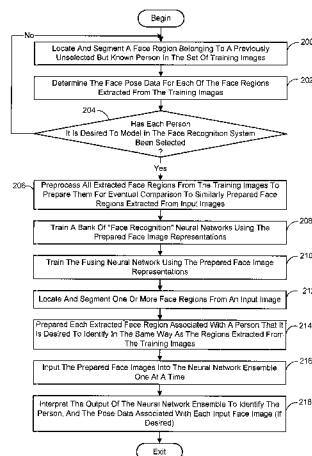 Begin
No
Locate And Segment A Face Region Belonging To A Previously
Unselected But Known Person In The Set Of Training Images
200
Determine The Face Pose Data For Each Of The Face Regions
Extracted From The Training Images
202
204
Has Each Person
It Is Desired To Model In The Face Recognition System
Been Selected
?
Yes
206
Preprocess All Extracted Face Regions From The Training Images To
Prepare Them For Eventual Comparison To Similarly Prepared Face
Regions Extracted From Input Images
208
Train A Bank Of "Face Recognition" Neural Networks Using The
Prepared Face Image Representations
210
Train The Fusing Neural Network Using The Prepared Face Image
Representations
212
Locate And Segment One Or More Face Regions From An Input Image
Prepared Each Extracted Face Region Associated With A Person That It
Is Desired To Identify In The Same Way As The Regions Extracted From
The Training Images
214
216
Input The Prepared Face Images Into The Neural Network Ensemble
One At A Time
218
Interpret The Output Of The Neural Network Ensemble To Identify The
Person, And The Pose Data Associated With Each Input Face Image (If
Desired)
Exit